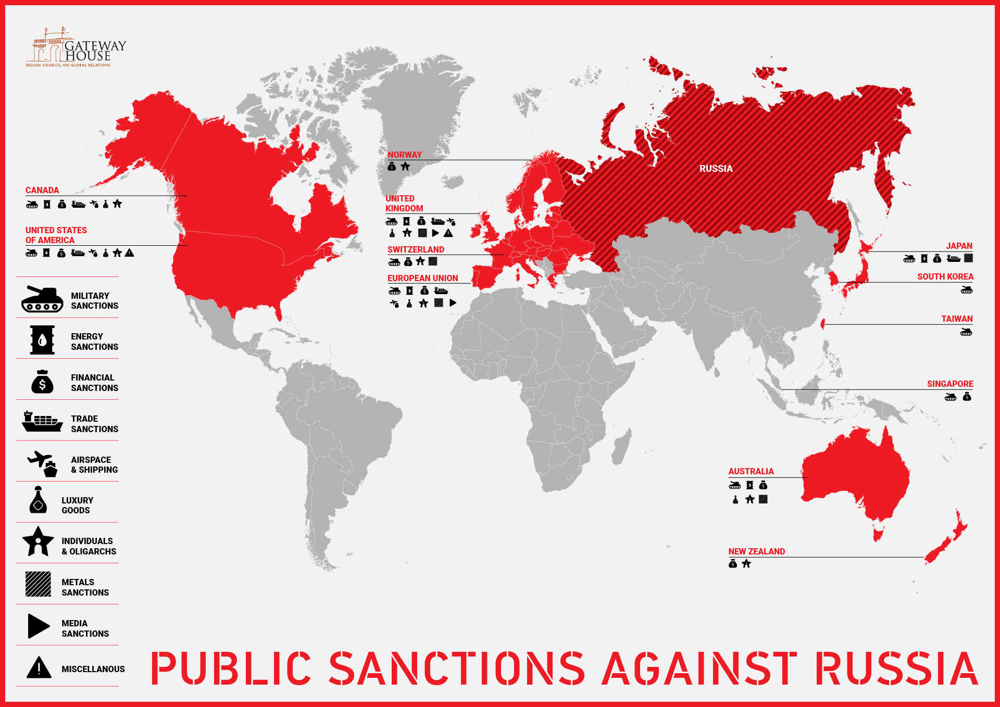 GATEWAY
HOUSE
INDIAN COUNCIL ON GLOBAL RELATIONS
CANADA
UNITED STATES
OF AMERICA
MILITARY
SANCTIONS
ENERGY
SANCTIONS
FINANCIAL
SANCTIONS
TRADE
SANCTIONS
AIRSPACE
& SHIPPING
LUXURY
GOODS
INDIVIDUALS
& OLIGARCHS
METALS
SANCTIONS
MEDIA
SANCTIONS
MISCELLANOUS
NORWAY
UNITED
KINGDOM
SWITZERLAND
EUROPEAN UNION
RUSSIA
JAPAN
SOUTH KOREA
TAIWAN
SINGAPORE
AUSTRALIA
NEW ZEALAND
PUBLIC SANCTIONS AGAINST RUSSIA